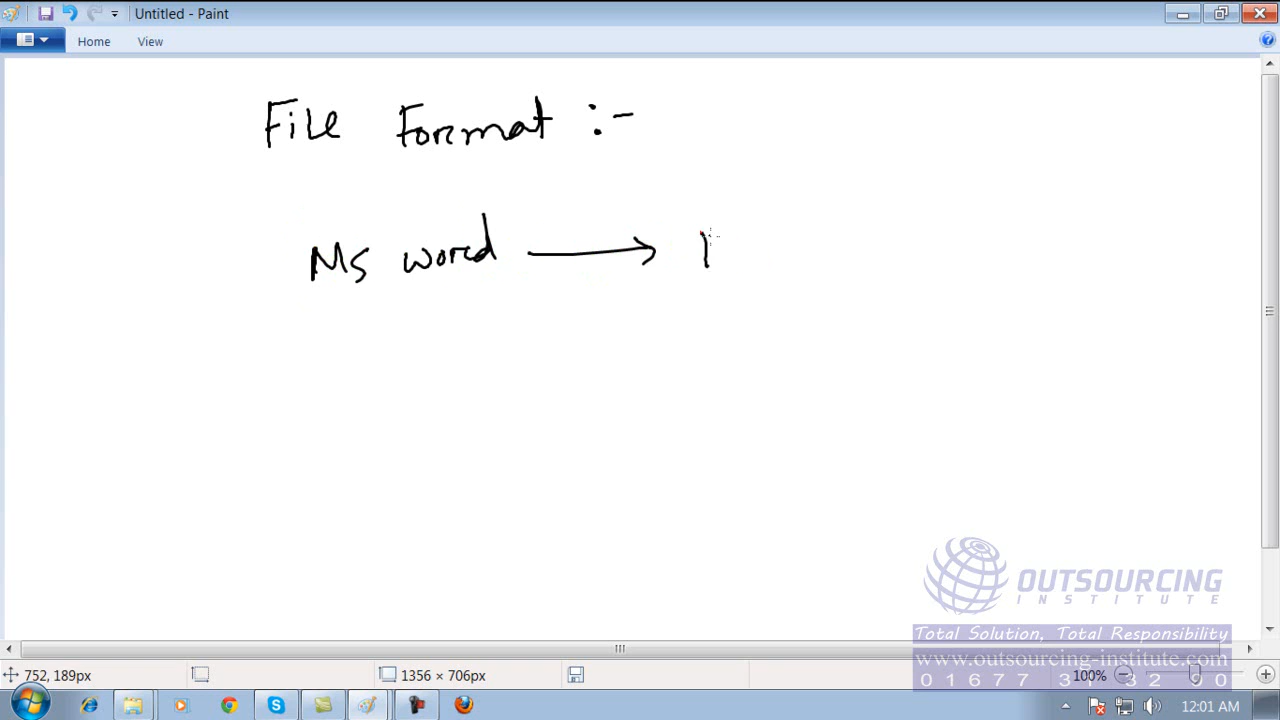 Untitled - Paint
Home View
File Format :-
Ms word →
OUTSOURCING
INSTITUTE
Total Solution, Total Responsibility
www.outsourcing-institute.com
752, 189px
1356 × 706px
100%
12:01 AM